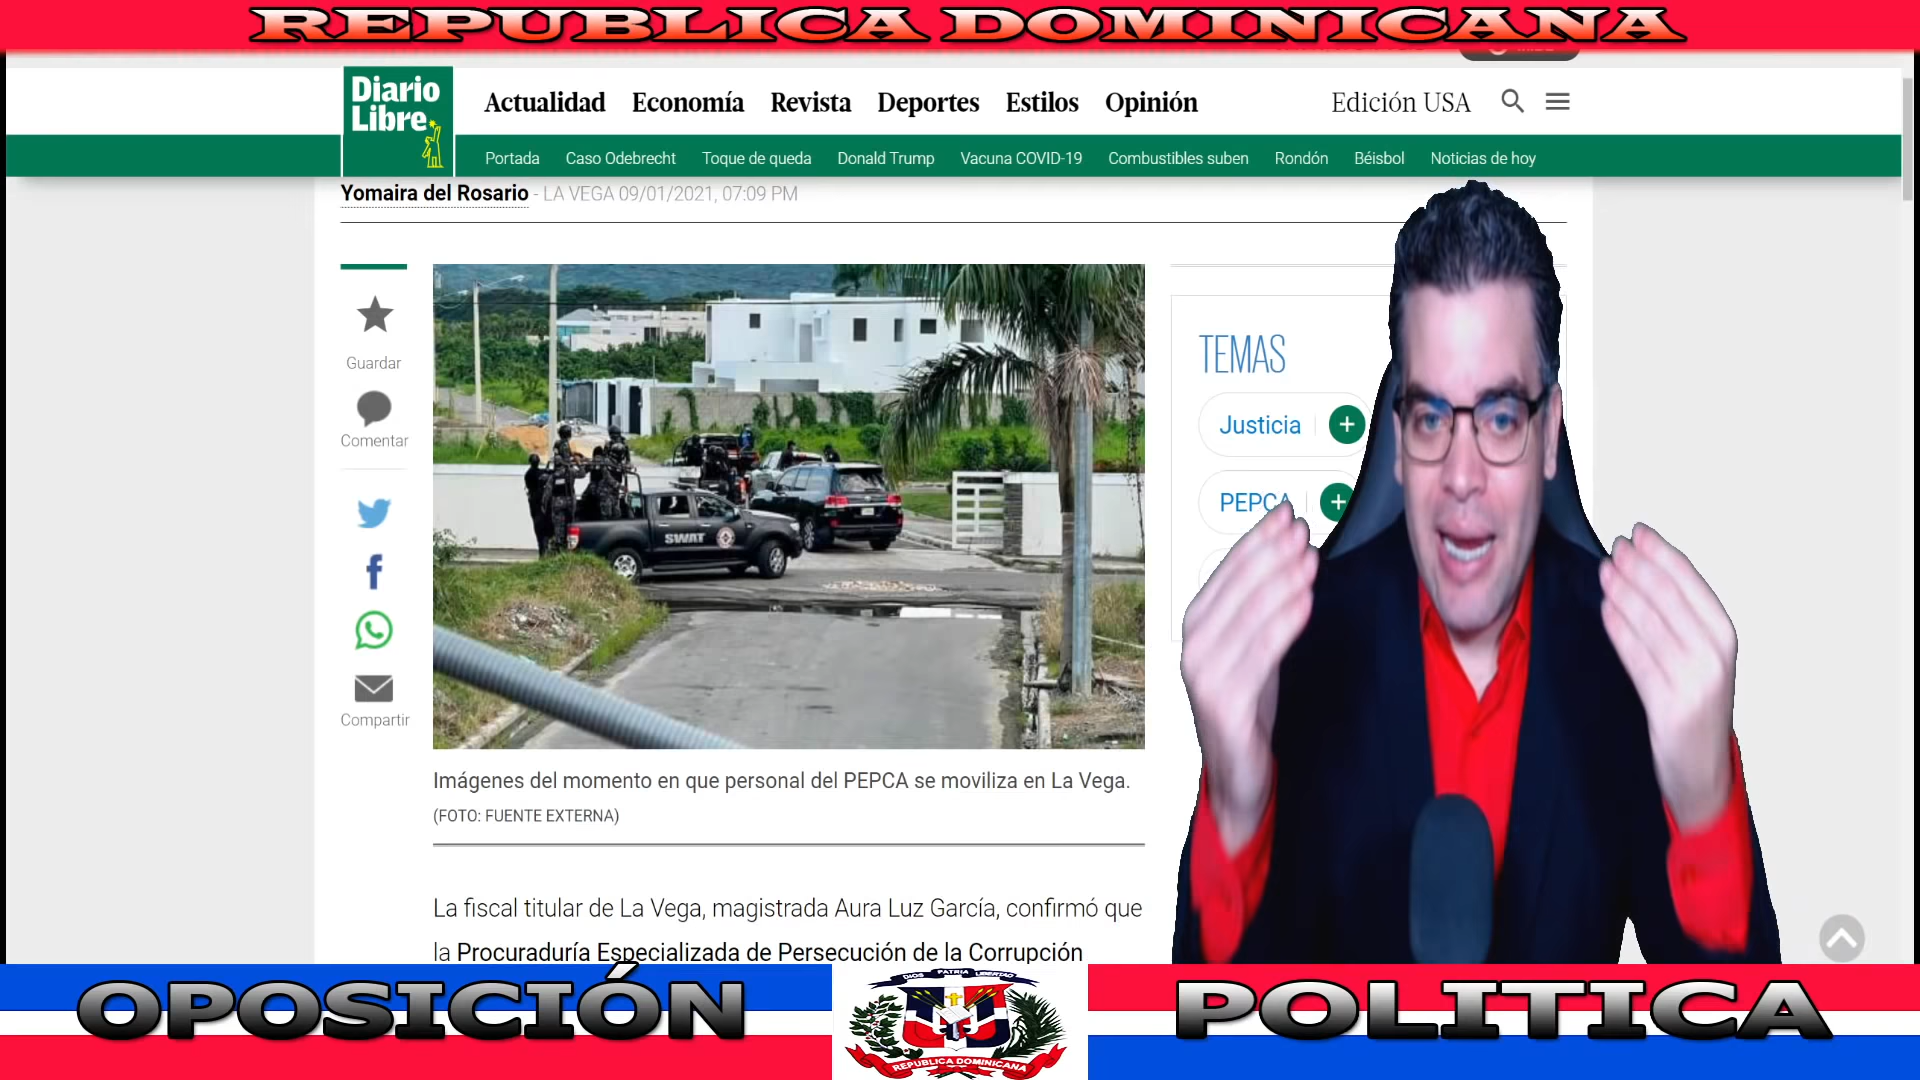 REPUBLICA DOMINICANA
Diario
Libre
Actualidad Economía Revista Deportes Estilos Opinión Edición USA
Portada Caso Odebrecht Toque de queda Donald Trump Vacuna COVID-19 Combustibles suben Rondón Béisbol Noticias de hoy
Yomaira del Rosario - LA VEGA 09/01/2021, 07:09 PM
TEMAS
Guardar
Justicia
Comentar
PEPCA
SWAT
Compartir
Imágenes del momento en que personal del PEPCA se moviliza en La Vega.
(FOTO: FUENTE EXTERNA)
La fiscal titular de La Vega, magistrada Aura Luz García, confirmó que
la Procuraduría Especializada de Persecución de la Corrupción
DIOS PATRIA LIBERTAD
OPOSICIÓN POLITICA
REPUBLICA DOMINICANA